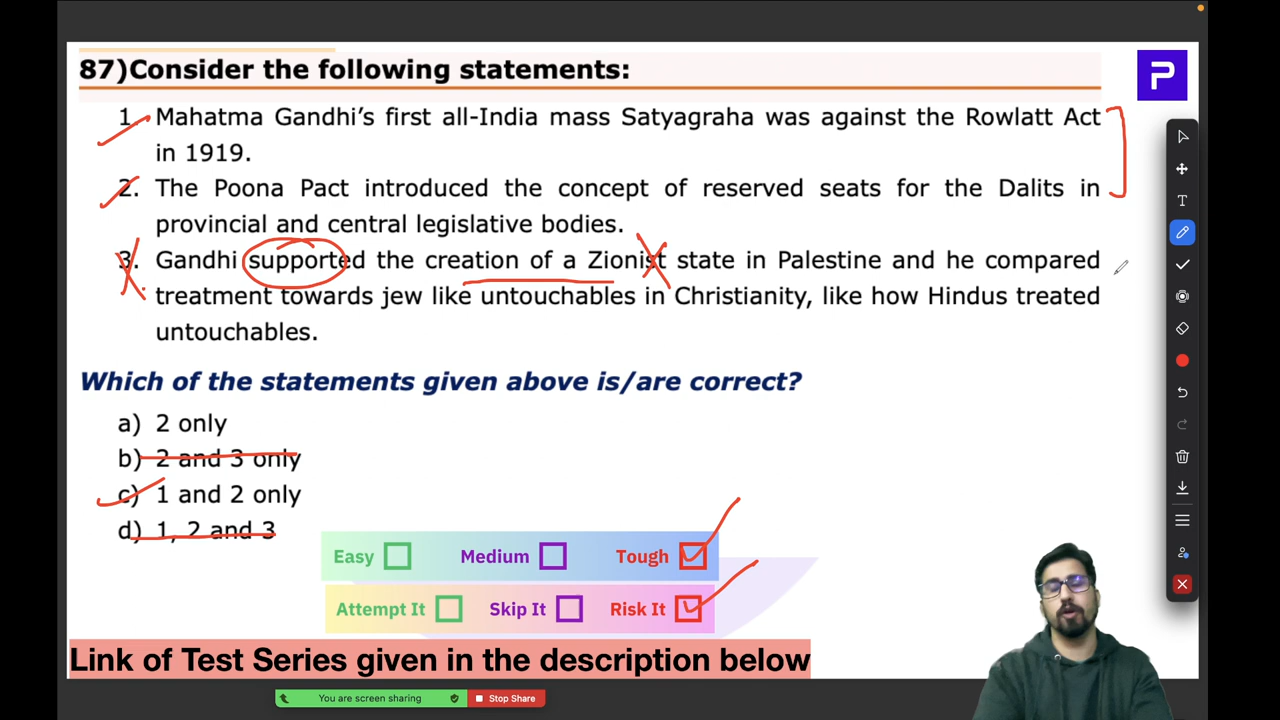 87)Consider the following statements:
1. Mahatma Gandhi’s first all-India mass Satyagraha was against the Rowlatt Act
in 1919.
2. The Poona Pact introduced the concept of reserved seats for the Dalits in
provincial and central legislative bodies.
3. Gandhi supported the creation of a Zionist state in Palestine and he compared
treatment towards jew like untouchables in Christianity, like how Hindus treated
untouchables.
Which of the statements given above is/are correct?
a) 2 only
b) 2 and 3 only
c) 1 and 2 only
d) 1, 2 and 3
Easy Medium Tough
Attempt It Skip It Risk It
Link of Test Series given in the description below
You are screen sharing Stop Share
P
T